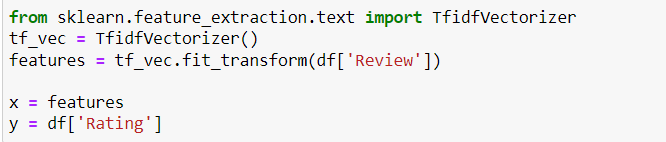 from sklearn.feature_extraction.text import TfidfVectorizer
tf_vec = TfidfVectorizer()
features = tf_vec.fit_transform(df['Review'])
x = features
y = df['Rating']